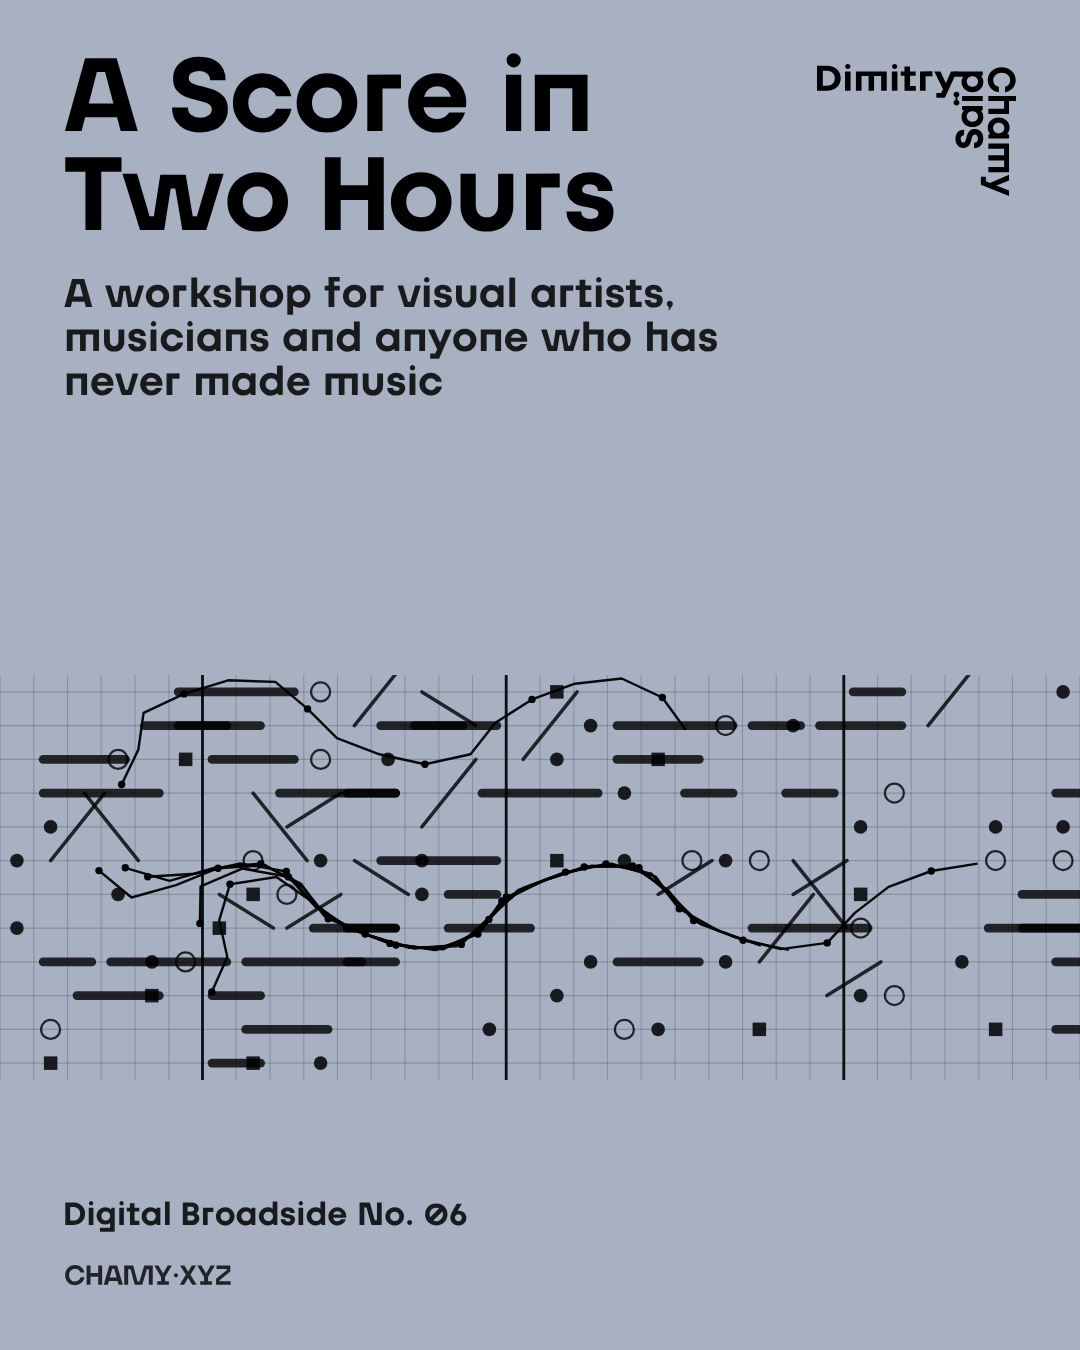 A Score in
Two Hours
Dimitry
Saïd
Chamy
A workshop for visual artists,
musicians and anyone who has
never made music
Digital Broadside No. 06
CHAMY·XYZ